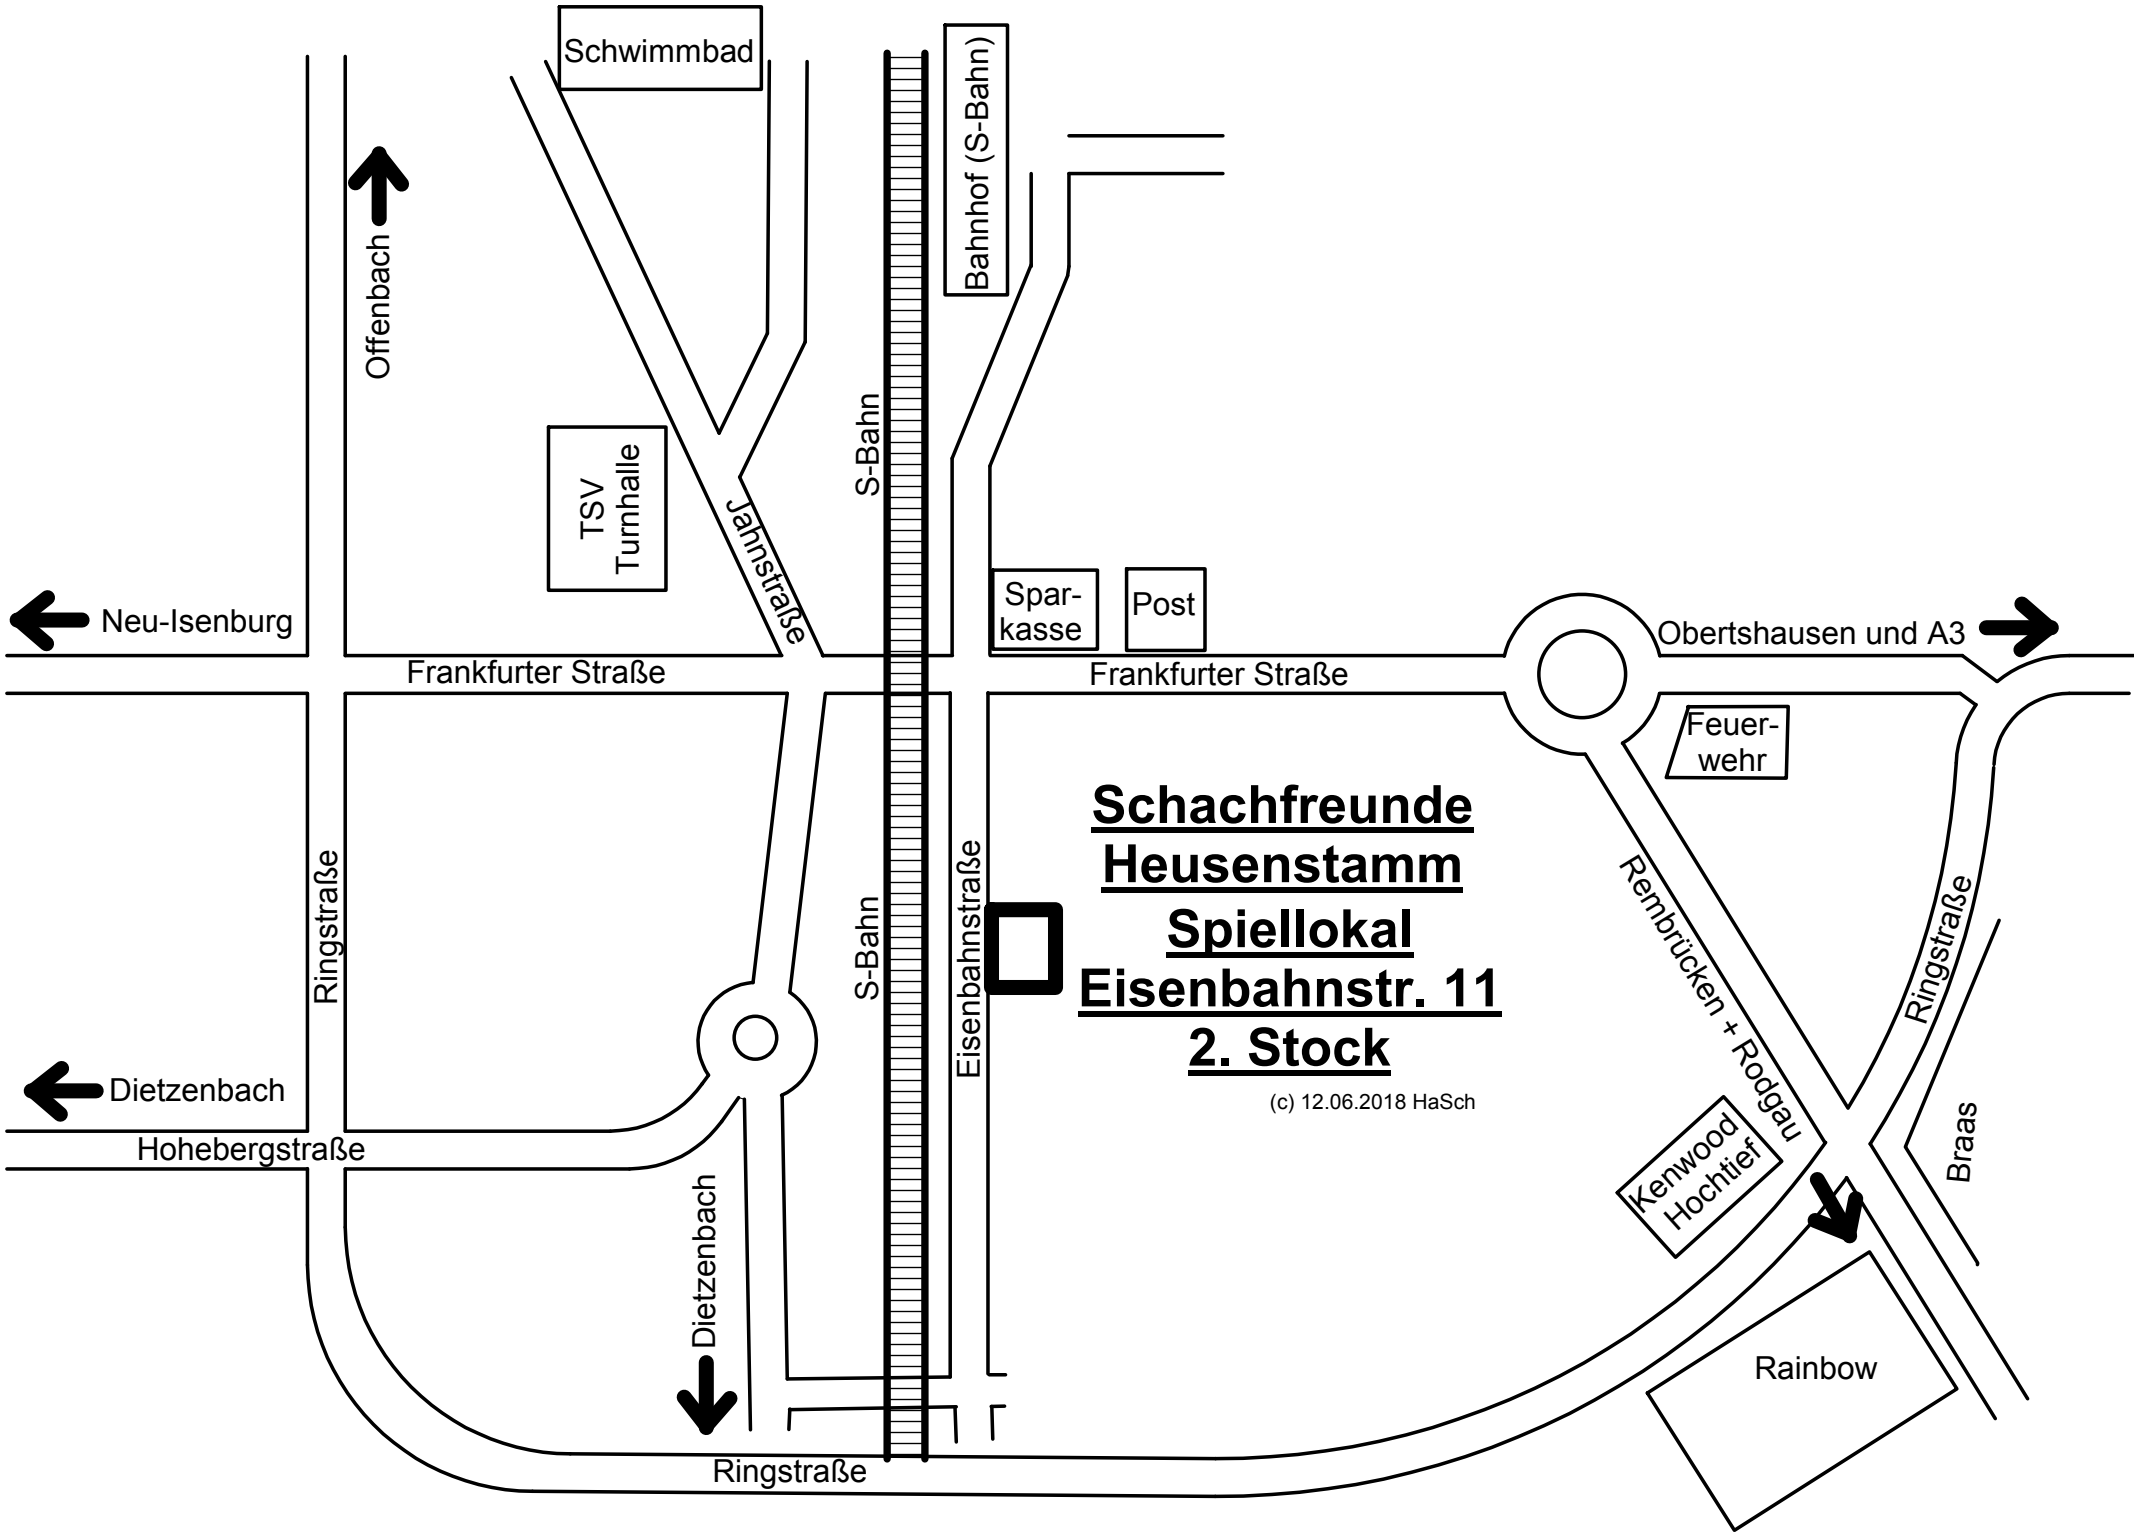 Schwimmbad
Bahnhof (S-Bahn)
Offenbach
S-Bahn
TSV
Turnhalle
Jahnstraße
Neu-Isenburg
Spar-
kasse
Post
Obertshausen und A3
Frankfurter Straße
Frankfurter Straße
Feuer-
wehr
Schachfreunde
Heusenstamm
Spiellokal
Eisenbahnstr. 11
2. Stock
(c) 12.06.2018 HaSch
Ringstraße
S-Bahn
Eisenbahnstraße
Rembrücken + Rodgau
Ringstraße
Dietzenbach
Hohebergstraße
Kenwood
Hochtief
Braas
Dietzenbach
Rainbow
Ringstraße